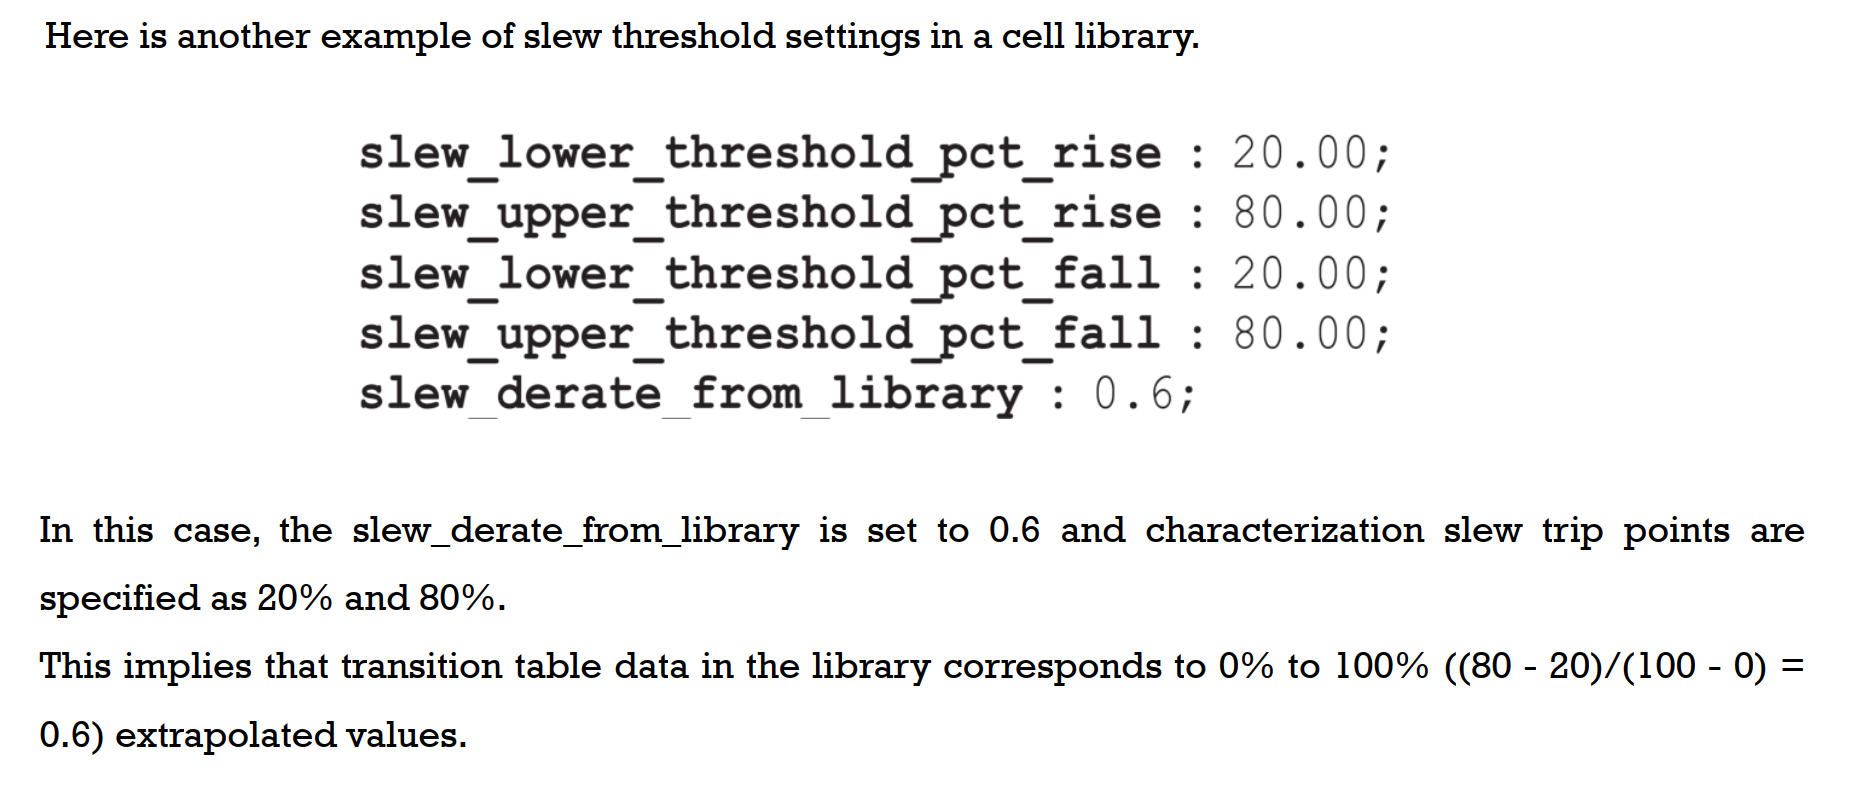 Here is another example of slew threshold settings in a cell library.
slew_lower_threshold_pct_rise : 20.00;
slew_upper_threshold_pct_rise : 80.00;
slew_lower_threshold_pct_fall : 20.00;
slew_upper_threshold_pct_fall : 80.00;
slew_derate_from_library : 0.6;
In this case, the slew_derate_from_library is set to 0.6 and characterization slew trip points are
specified as 20% and 80%.
This implies that transition table data in the library corresponds to 0% to 100% ((80 - 20)/(100 - 0) =
0.6) extrapolated values.